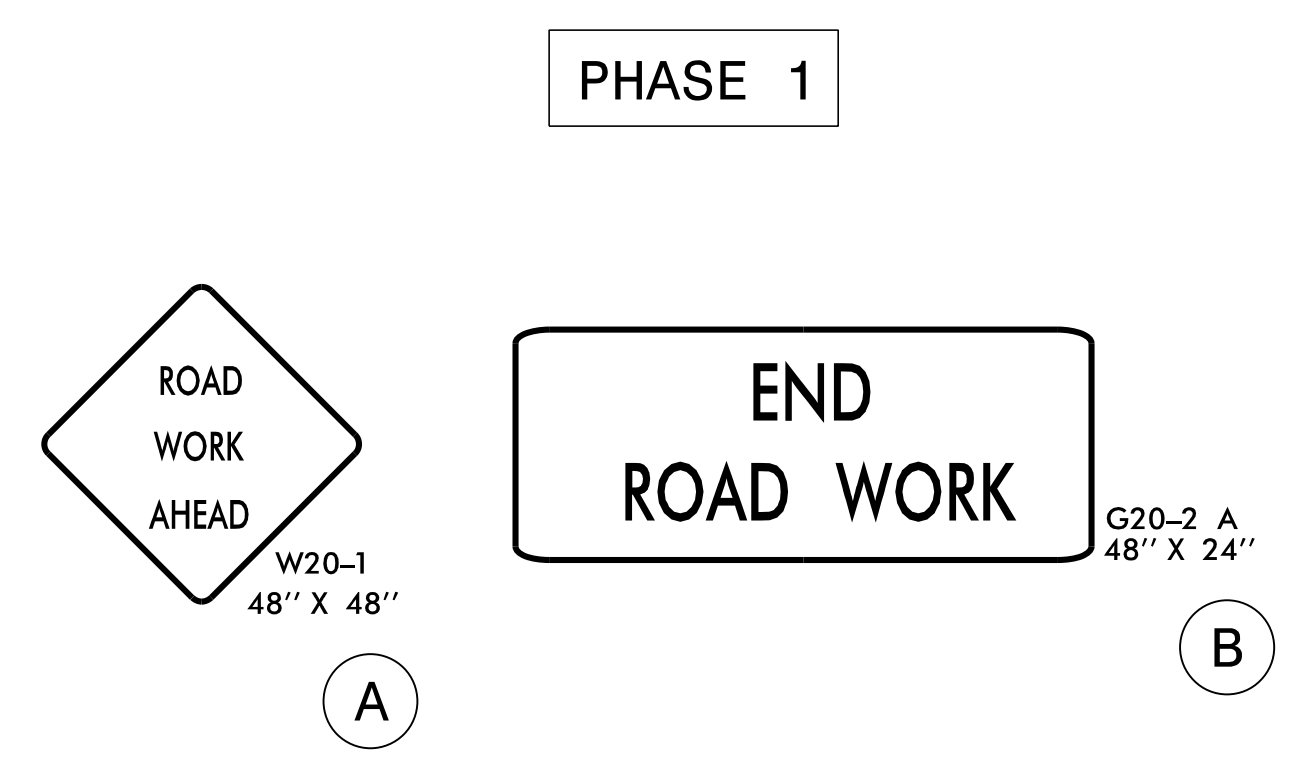 PHASE 1
ROAD
WORK
AHEAD
W20–1
48’’ X 48’’
A
END
ROAD WORK
G20–2 A
48’’ X 24’’
B